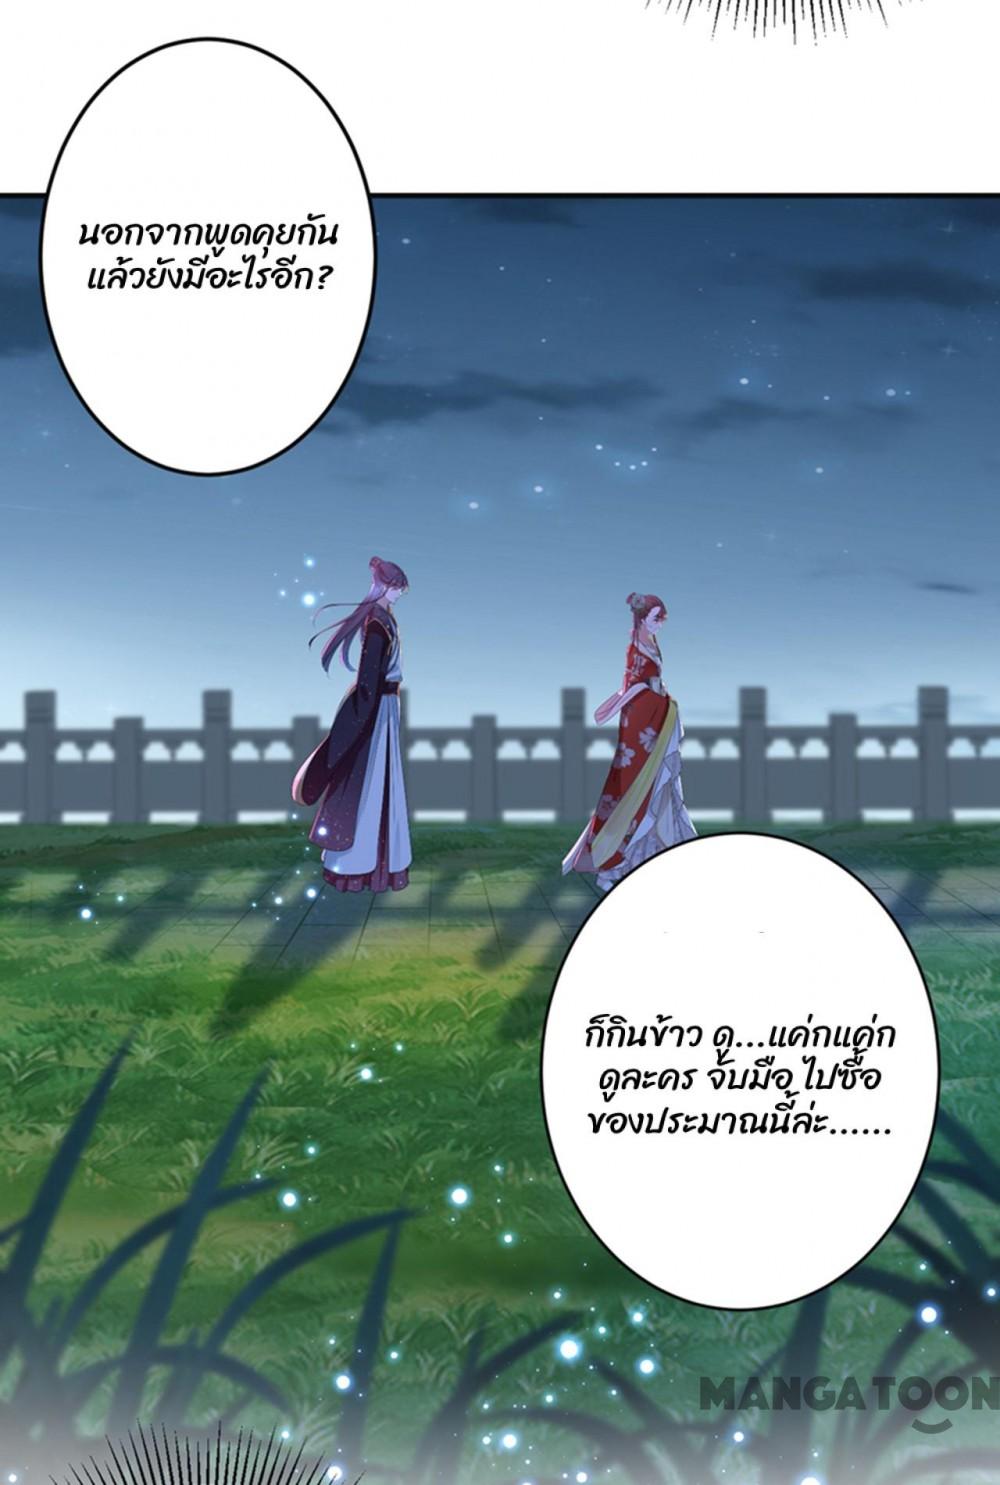 นอกจากพูดคุยกัน
แล้วยังมีอะไรอีก?
ก็กินข้าว ดู...แค่กแค่ก
ดูละคร จับมือ ไปซื้อ
ของประมาณนี้ล่ะ......
MANGATOON